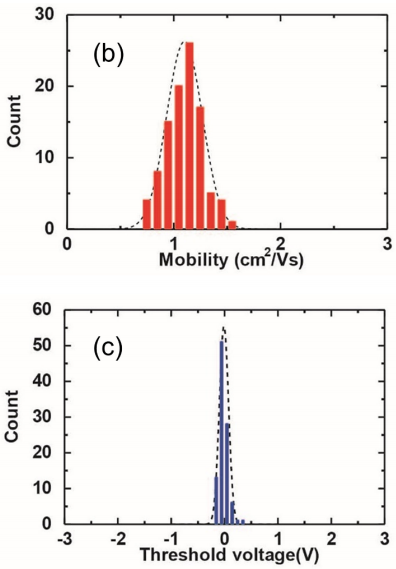 30
(b)
20
Count
10
0
0 1 2 3
Mobility (cm²/Vs)
60
(c)
50
40
Count
30
20
10
0
-3 -2 -1 0 1 2 3
Threshold voltage(V)